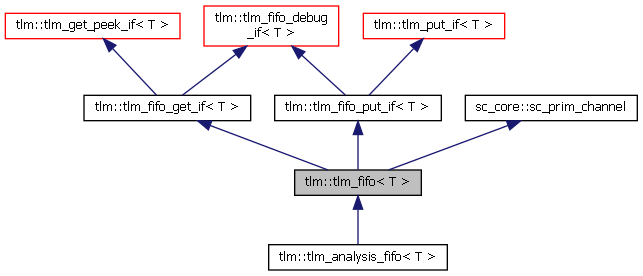 tlm::tlm_get_peek_if< T >
tlm::tlm_fifo_debug
_if< T >
tlm::tlm_put_if< T >
tlm::tlm_fifo_get_if< T >
tlm::tlm_fifo_put_if< T >
sc_core::sc_prim_channel
tlm::tlm_fifo< T >
tlm::tlm_analysis_fifo< T >